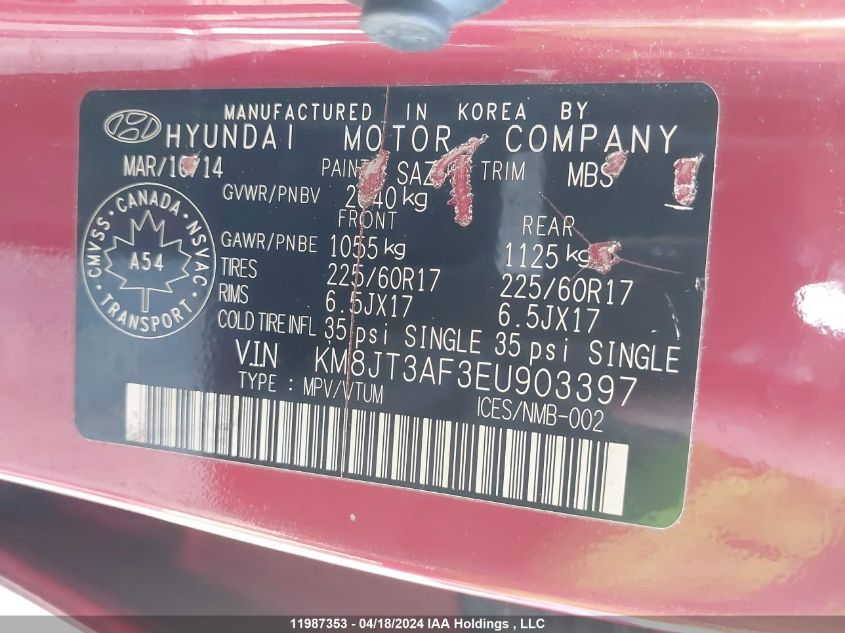 MANUFACTURED IN KOREA BY
HYUNDAI MOTOR COMPANY
MAR/ /14 PAINT TRIM MBS
GVWR/PNBV kg
FRONT REAR
GAWR/PNBE 1055 kg 1125 kg
TIRES 225/60R17 225/60R17
RIMS 6.5JX17 6.5JX17
COLD TIRE INFL 35 psi SINGLE 35 psi SINGLE
V.I.N KM8JT3AF3EU903397
TYPE : MPV/VTUM ICES/NMB-002
CMVSS · CANADA · NSVAC
A54
TRANSPORT
11987353 - 04/18/2024 IAA Holdings , LLC